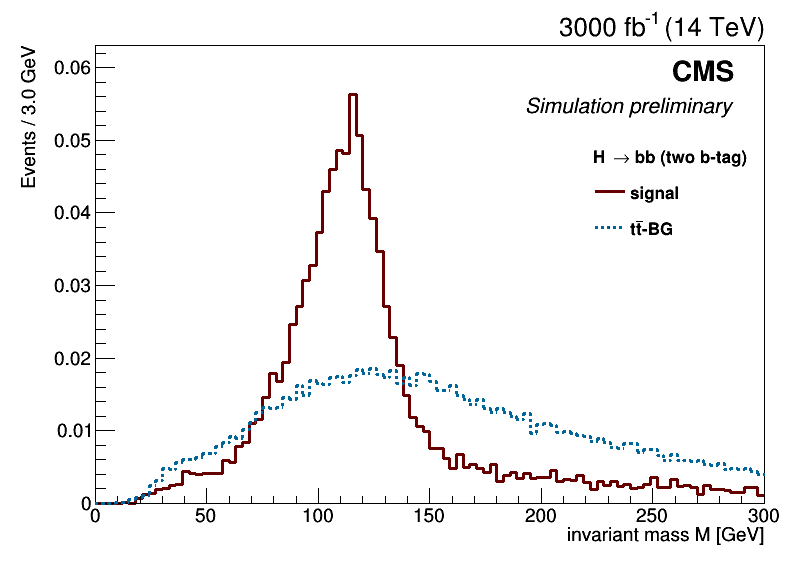 3000 fb⁻¹ (14 TeV)
CMS
Simulation preliminary
H → bb (two b-tag)
signal
tt̄-BG
Events / 3.0 GeV
0.06
0.05
0.04
0.03
0.02
0.01
0
0 50 100 150 200 250 300
invariant mass M [GeV]